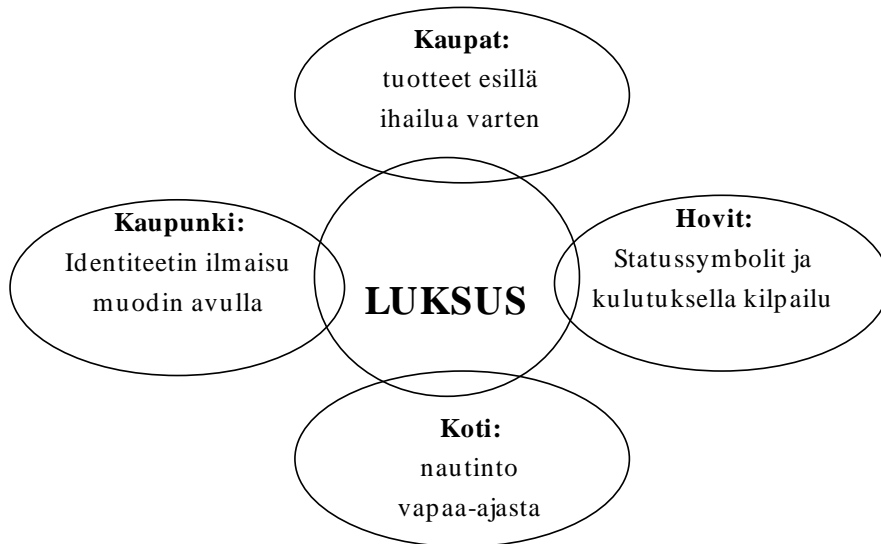 Kaupat:
tuotteet esillä
ihailua varten
Kaupunki:
Identiteetin ilmaisu
muodin avulla
LUKSUS
Hovit:
Statussymbolit ja
kulutuksella kilpailu
Koti:
nautinto
vapaa-ajasta